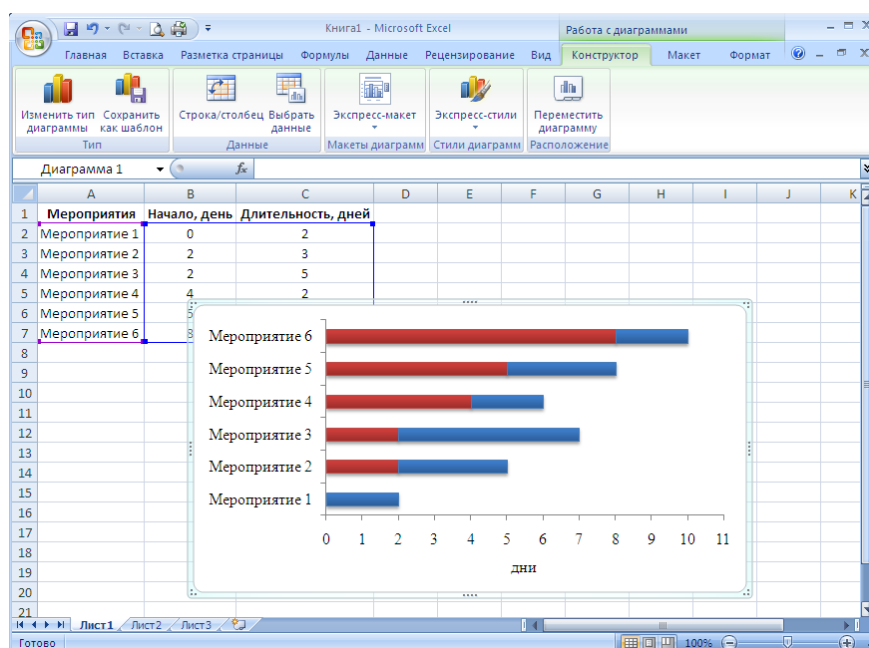 Книга1 - Microsoft Excel
Работа с диаграммами
Главная Вставка Разметка страницы Формулы Данные Рецензирование Вид Конструктор Макет Формат
Изменить тип диаграммы
Сохранить как шаблон
Строка/столбец
Выбрать данные
Экспресс-макет
Экспресс-стили
Переместить диаграмму
Тип Данные Макеты диаграмм Стили диаграмм Расположение
Диаграмма 1 fx
A B C D E F G H I J K
1 Мероприятия Начало, день Длительность, дней
2 Мероприятие 1 0 2
3 Мероприятие 2 2 3
4 Мероприятие 3 2 5
5 Мероприятие 4 4 2
6 Мероприятие 5 5
7 Мероприятие 6 8
8
9
10
11
12
13
14
15
16
17
18
19
20
21
Мероприятие 6
Мероприятие 5
Мероприятие 4
Мероприятие 3
Мероприятие 2
Мероприятие 1
0 1 2 3 4 5 6 7 8 9 10 11
дни
Лист1 Лист2 Лист3
Готово 100%